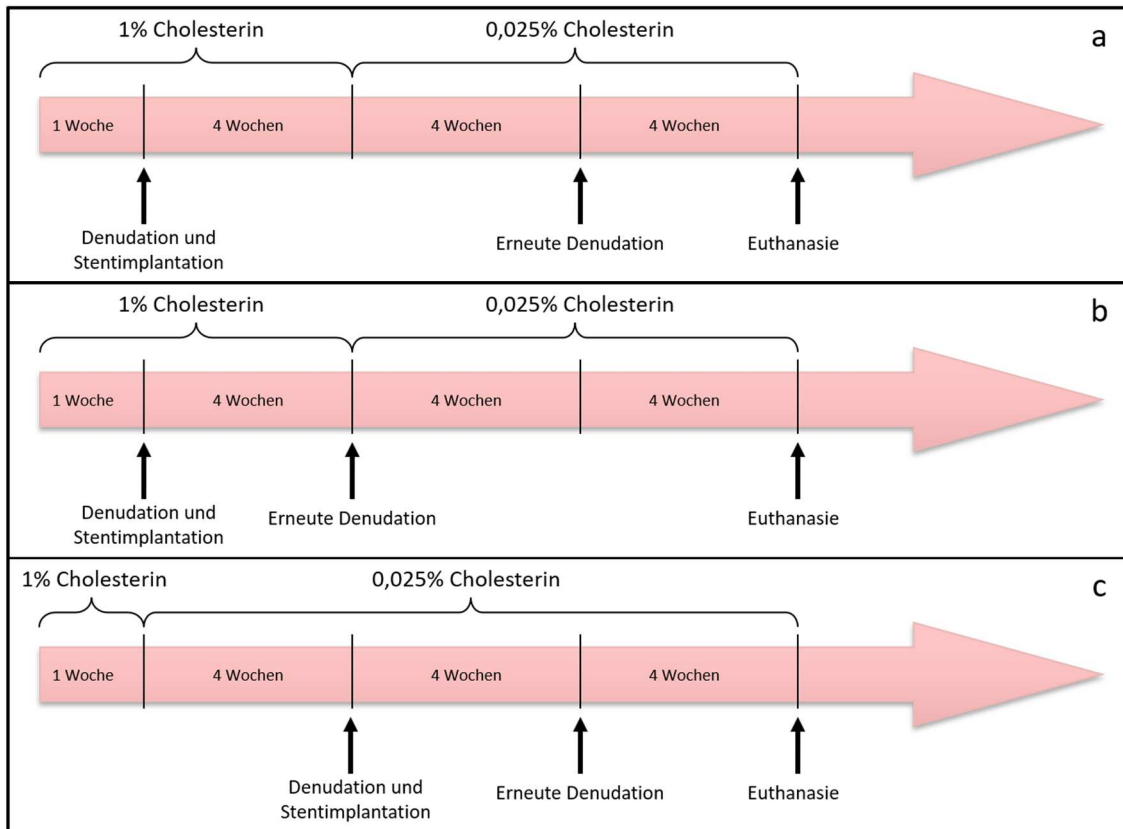 1% Cholesterin 0,025% Cholesterin a
1 Woche 4 Wochen 4 Wochen 4 Wochen
Denudation und
Stentimplantation
Erneute Denudation
Euthanasie
1% Cholesterin 0,025% Cholesterin b
1 Woche 4 Wochen 4 Wochen 4 Wochen
Denudation und
Stentimplantation
Erneute Denudation
Euthanasie
1% Cholesterin 0,025% Cholesterin c
1 Woche 4 Wochen 4 Wochen 4 Wochen
Denudation und
Stentimplantation
Erneute Denudation
Euthanasie